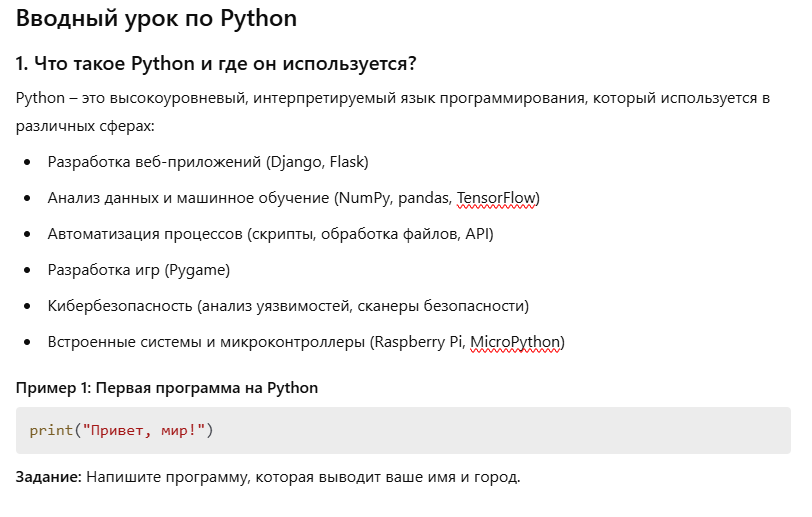 Вводный урок по Python
1. Что такое Python и где он используется?
Python – это высокоуровневый, интерпретируемый язык программирования, который используется в
различных сферах:
• Разработка веб-приложений (Django, Flask)
• Анализ данных и машинное обучение (NumPy, pandas, TensorFlow)
• Автоматизация процессов (скрипты, обработка файлов, API)
• Разработка игр (Pygame)
• Кибербезопасность (анализ уязвимостей, сканеры безопасности)
• Встроенные системы и микроконтроллеры (Raspberry Pi, MicroPython)
Пример 1: Первая программа на Python
print("Привет, мир!")
Задание: Напишите программу, которая выводит ваше имя и город.